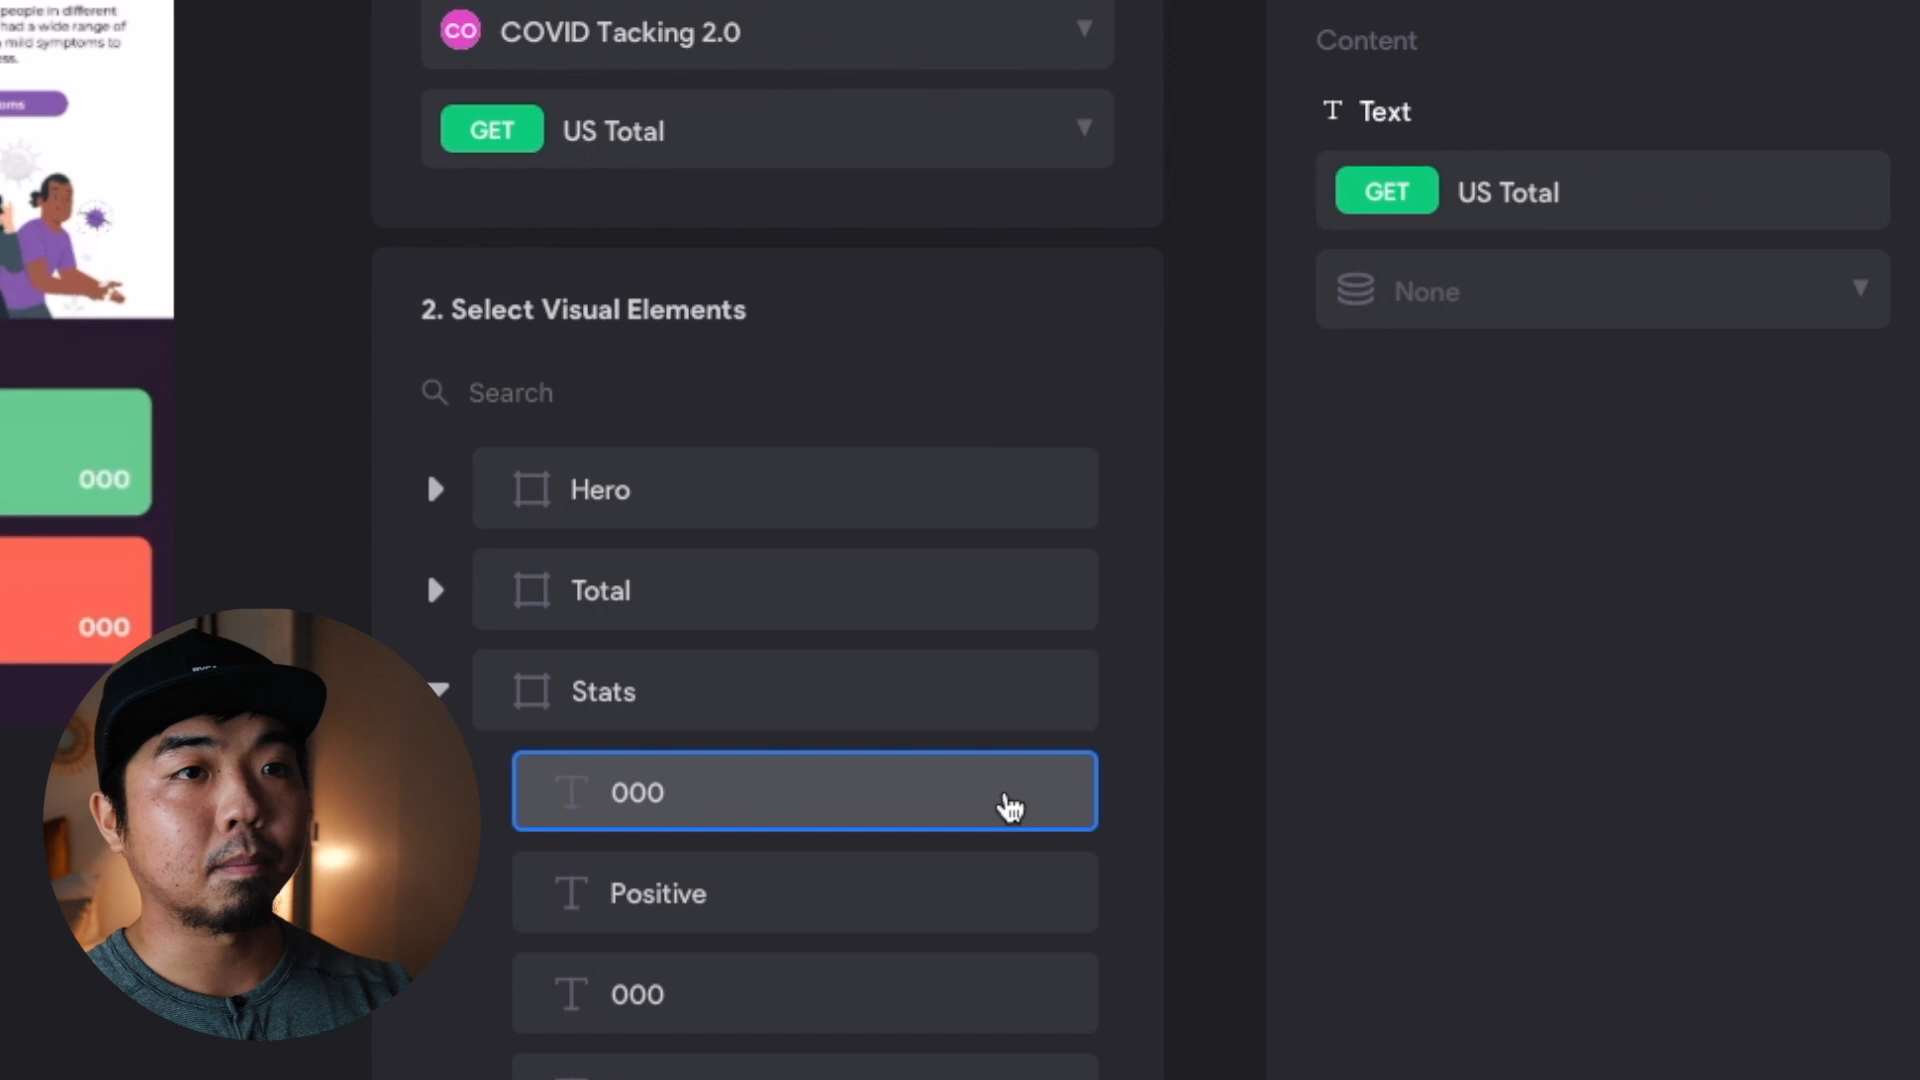 people in different
had a wide range of
mild symptoms to
oms
000
000
CO COVID Tacking 2.0
GET US Total
2. Select Visual Elements
Search
Hero
Total
Stats
000
Positive
000
Content
T Text
GET US Total
None